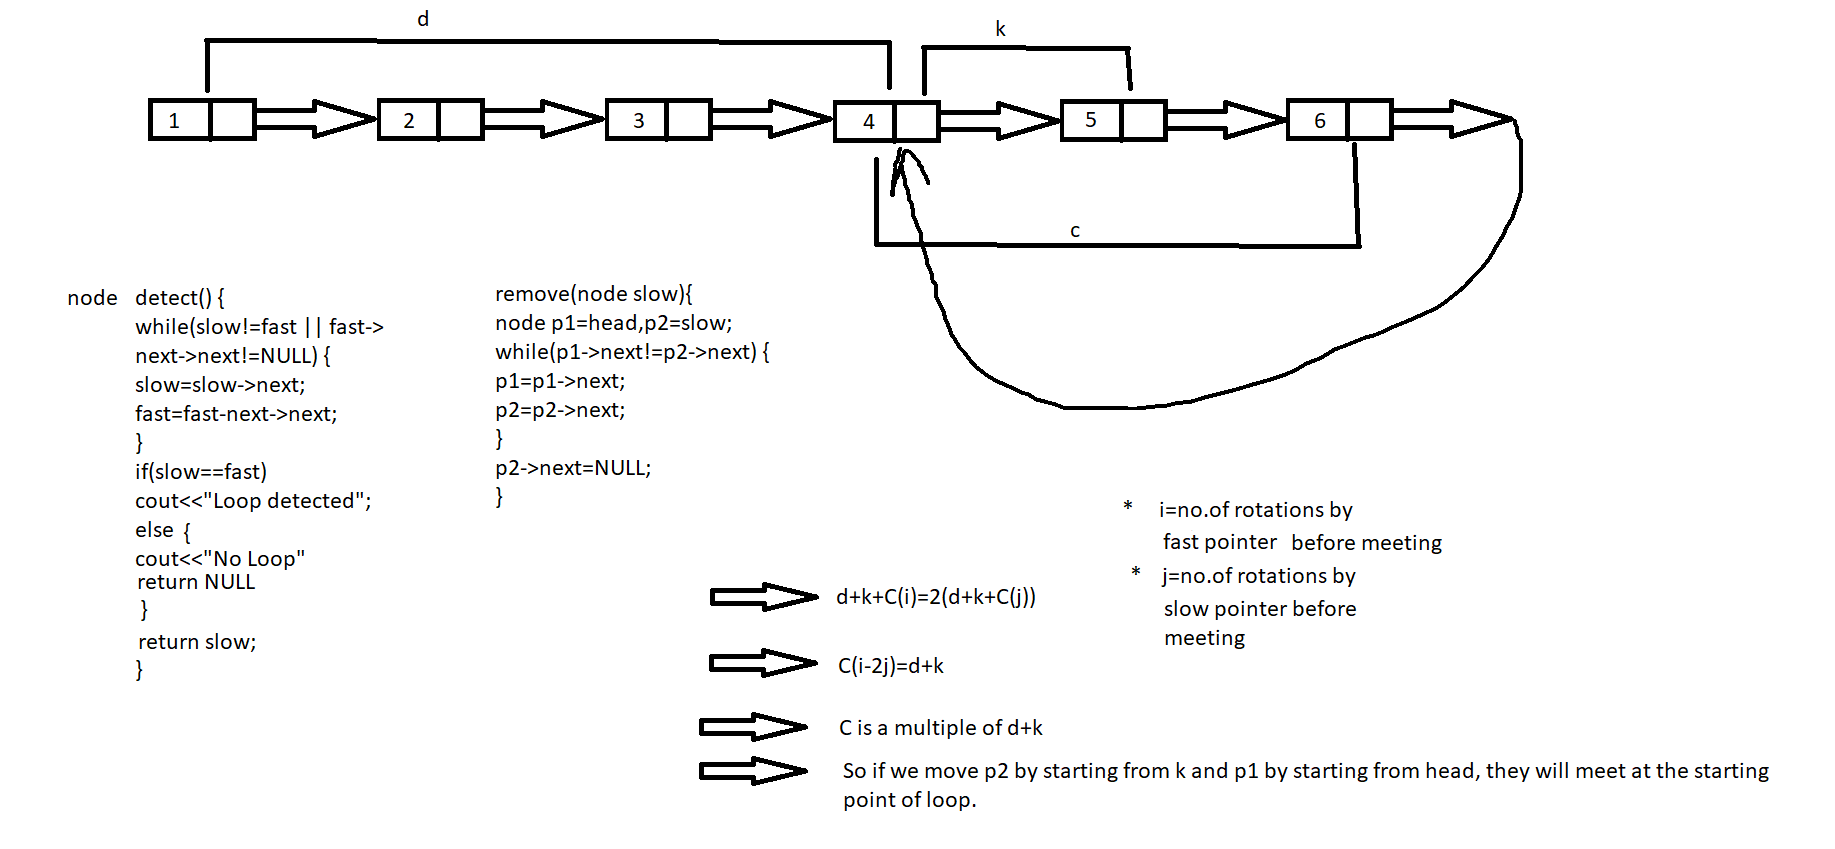 d
k
1
2
3
4
5
6
c
node detect() {
while(slow!=fast || fast->
next->next!=NULL) {
slow=slow->next;
fast=fast-next->next;
}
if(slow==fast)
cout<<"Loop detected";
else {
cout<<"No Loop"
return NULL
}
return slow;
}
remove(node slow){
node p1=head,p2=slow;
while(p1->next!=p2->next) {
p1=p1->next;
p2=p2->next;
}
p2->next=NULL;
}
* i=no.of rotations by
fast pointer before meeting
* j=no.of rotations by
slow pointer before
meeting
d+k+C(i)=2(d+k+C(j))
C(i-2j)=d+k
C is a multiple of d+k
So if we move p2 by starting from k and p1 by starting from head, they will meet at the starting
point of loop.